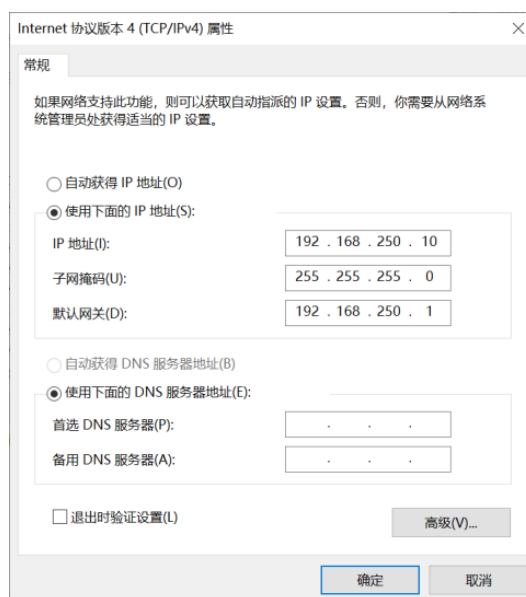 Internet 协议版本 4 (TCP/IPv4) 属性
常规
如果网络支持此功能，则可以获取自动指派的 IP 设置。否则，你需要从网络系
统管理员处获得适当的 IP 设置。
自动获得 IP 地址(O)
使用下面的 IP 地址(S):
IP 地址(I): 192 . 168 . 250 . 10
子网掩码(U): 255 . 255 . 255 . 0
默认网关(D): 192 . 168 . 250 . 1
自动获得 DNS 服务器地址(B)
使用下面的 DNS 服务器地址(E):
首选 DNS 服务器(P): . . .
备用 DNS 服务器(A): . . .
退出时验证设置(L)
高级(V)...
确定 取消